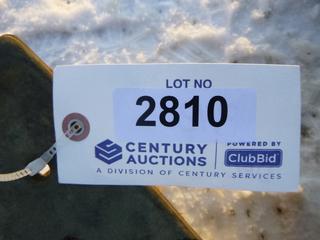 LOT NO
2810
CENTURY
AUCTIONS
POWERED BY
ClubBid
A DIVISION OF CENTURY SERVICES